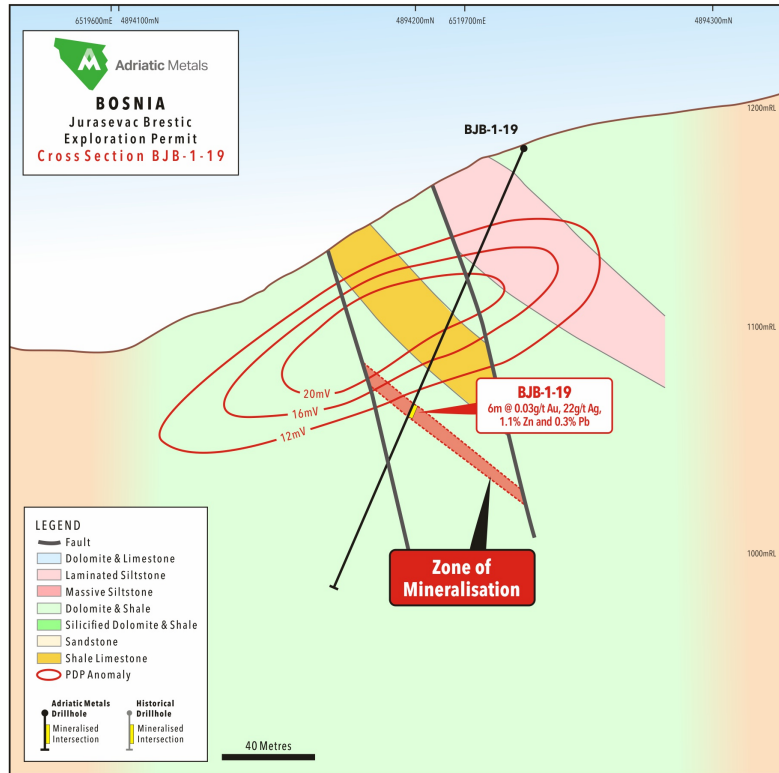 6519600mE
4894100mN
4894200mN
6519700mE
4894300mN
Adriatic Metals
BOSNIA
Jurasevac Brestic
Exploration Permit
Cross Section BJB-1-19
BJB-1-19
1200mRL
1100mRL
1000mRL
20mV
16mV
12mV
BJB-1-19
6m @ 0.03g/t Au, 22g/t Ag,
1.1% Zn and 0.3% Pb
Zone of
Mineralisation
LEGEND
Fault
Dolomite & Limestone
Laminated Siltstone
Massive Siltstone
Dolomite & Shale
Silicified Dolomite & Shale
Sandstone
Shale Limestone
PDP Anomaly
Adriatic Metals
Drillhole
Mineralised
Intersection
Historical
Drillhole
Mineralised
Intersection
40 Metres